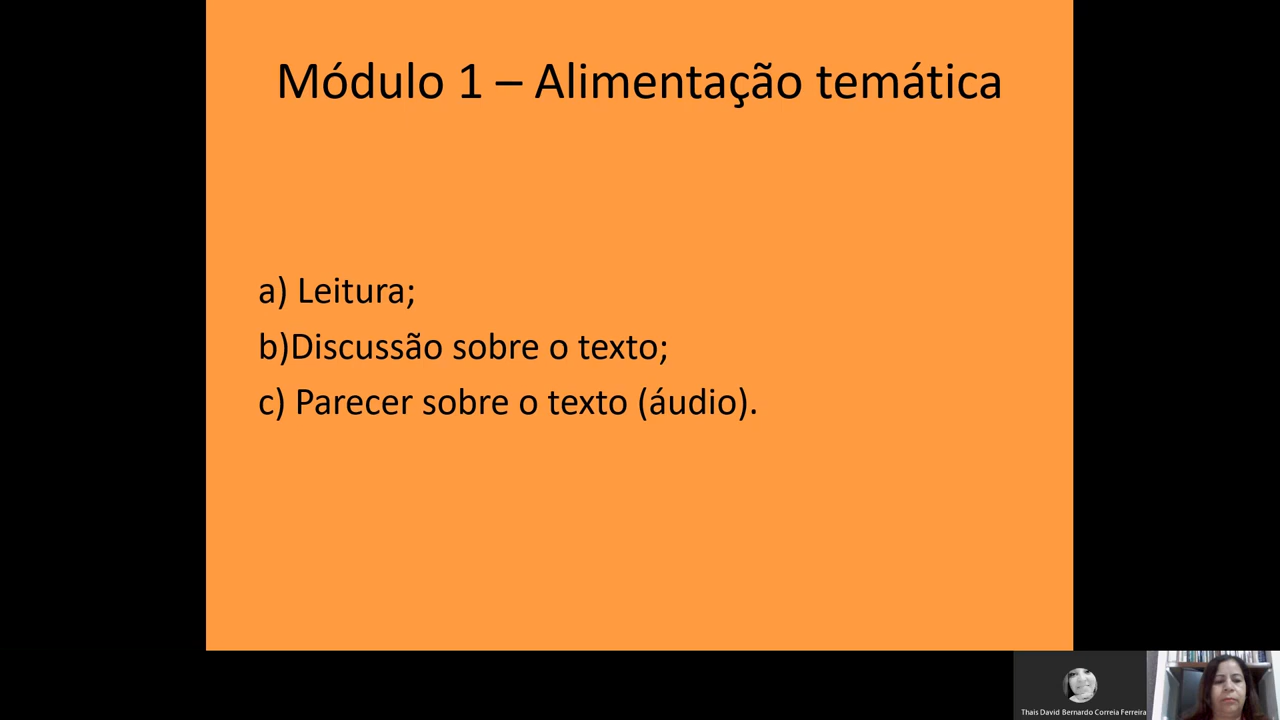 Módulo 1 – Alimentação temática
a) Leitura;
b)Discussão sobre o texto;
c) Parecer sobre o texto (áudio).
Thais David Bernardo Correia Ferreira